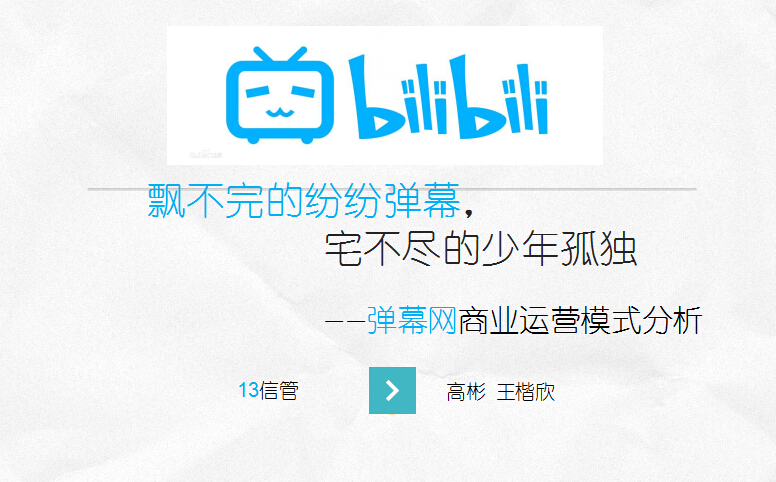 bilibili
飘不完的纷纷弹幕，
宅不尽的少年孤独
——弹幕网商业运营模式分析
13信管
高彬 王楷欣